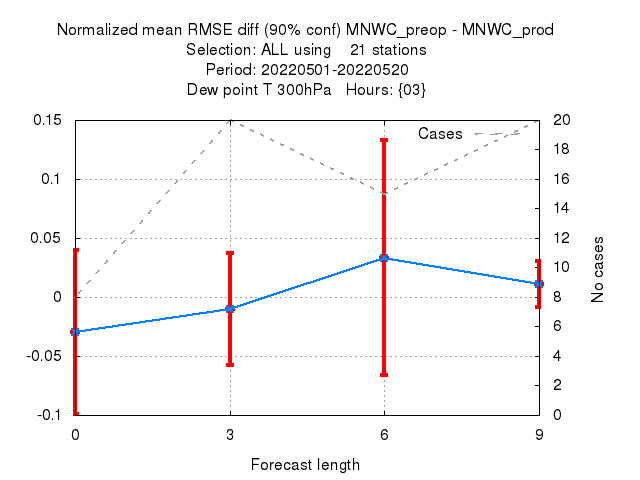 Normalized mean RMSE diff (90% conf) MNWC_preop - MNWC_prod
Selection: ALL using    21 stations
Period: 20220501-20220520
Dew point T 300hPa   Hours: {03}
Cases
0.15
0.1
0.05
0
-0.05
-0.1
20
18
16
14
12
10
8
6
4
2
0
No cases
0 3 6 9
Forecast length